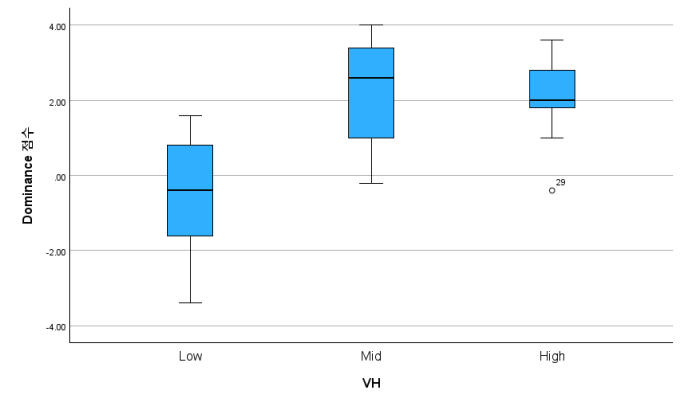 4.00
2.00
.00
-2.00
-4.00
Dominance 점수
29
Low Mid High
VH